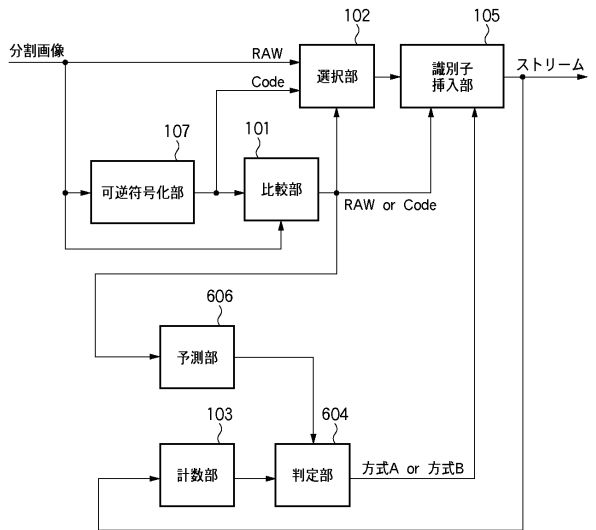 102
105
分割画像
RAW
選択部
識別子
挿入部
ストリーム
Code
107
101
可逆符号化部
比較部
RAW or Code
606
予測部
103
604
計数部
判定部
方式A or 方式B